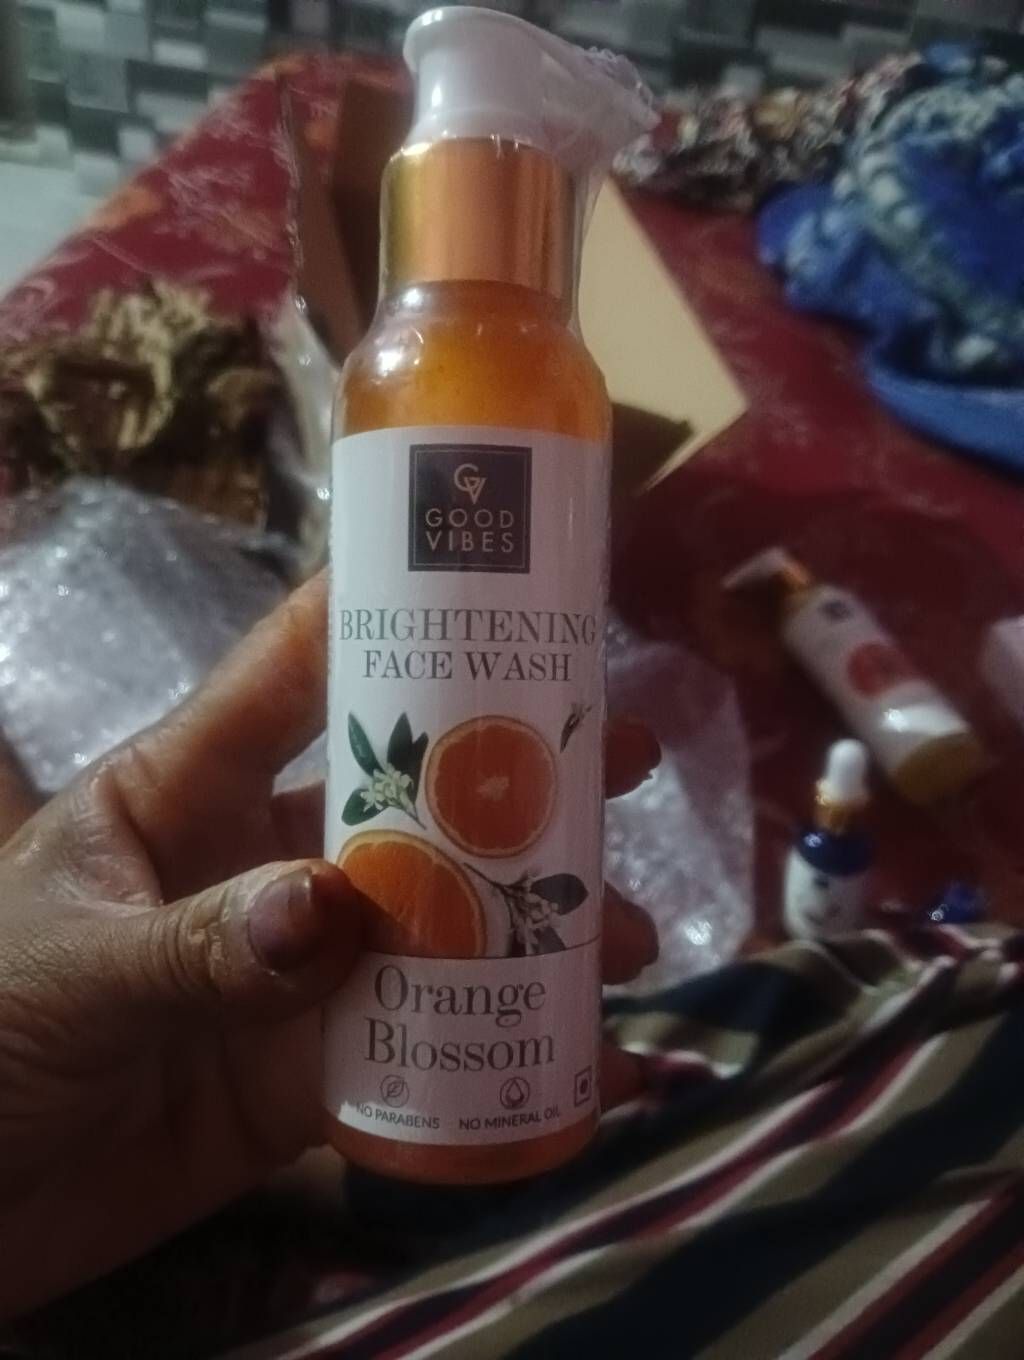 GV
GOOD
VIBES
BRIGHTENING
FACE WASH
Orange
Blossom
NO PARABENS NO MINERAL OIL